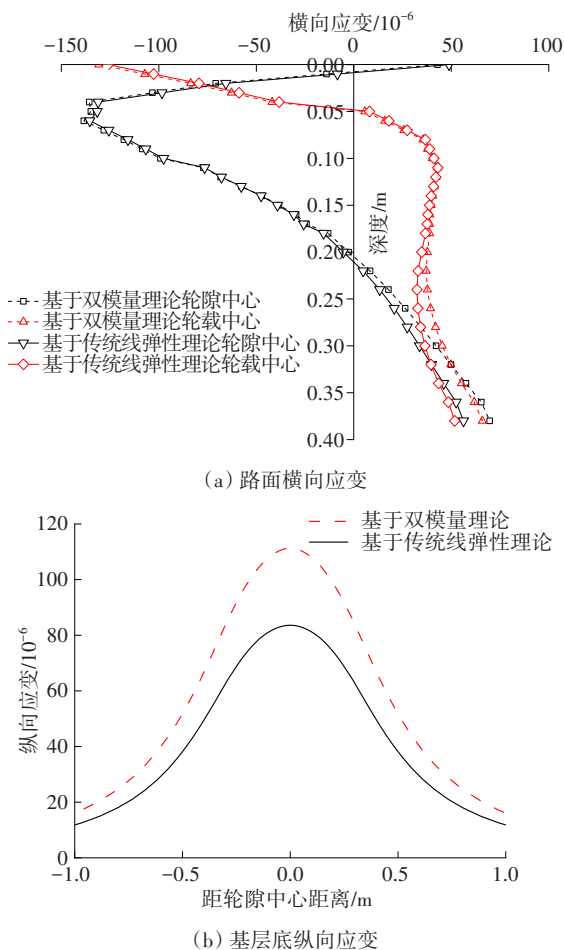 横向应变/10⁻⁶
−150 −100 −50 0 50 100
0.00
0.05
0.10
0.15
0.20
0.25
0.30
0.35
0.40
深度/m
基于双模量理论轮隙中心
基于双模量理论轮载中心
基于传统线弹性理论轮隙中心
基于传统线弹性理论轮载中心
(a) 路面横向应变
120
100
80
60
40
20
0
纵向应变/10⁻⁶
基于双模量理论
基于传统线弹性理论
−1.0 −0.5 0.0 0.5 1.0
距轮隙中心距离/m
(b) 基层底纵向应变